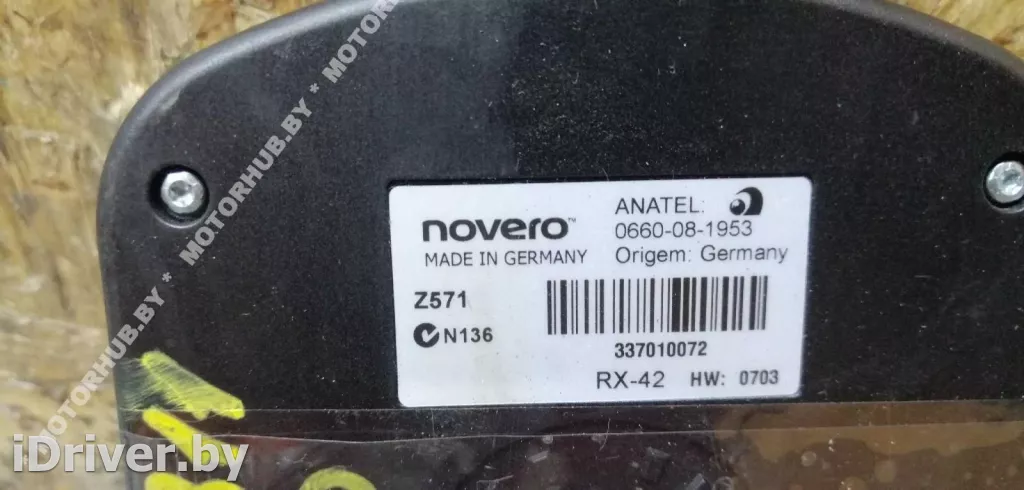 novero™
MADE IN GERMANY
ANATEL:
0660-08-1953
Origem: Germany
Z571
N136
337010072
RX-42 HW: 0703
MOTORHUB.BY * MOTORHUB.BY * MOTORHUB.BY
iDriver.by